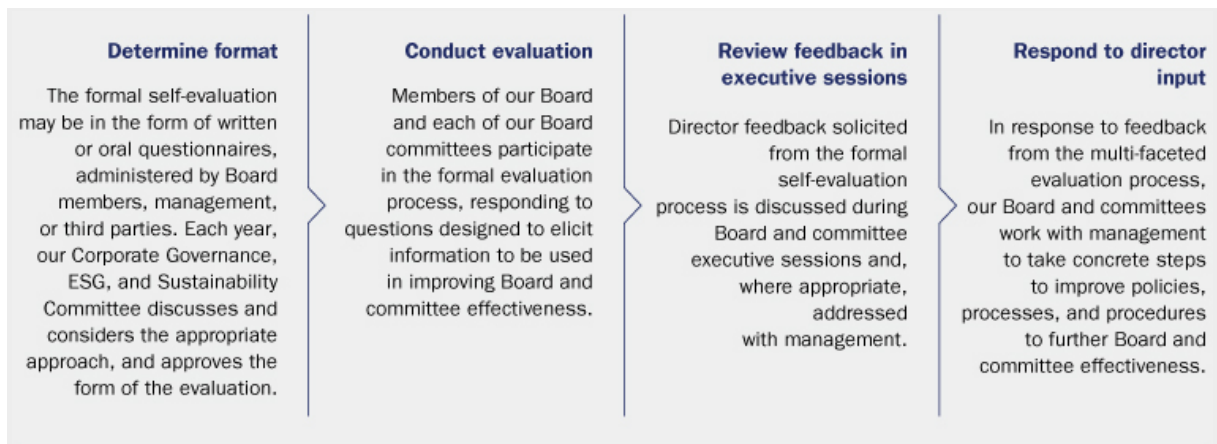 Determine format
The formal self-evaluation
may be in the form of written
or oral questionnaires,
administered by Board
members, management,
or third parties. Each year,
our Corporate Governance,
ESG, and Sustainability
Committee discusses and
considers the appropriate
approach, and approves the
form of the evaluation.
Conduct evaluation
Members of our Board
and each of our Board
committees participate
in the formal evaluation
process, responding to
questions designed to elicit
information to be used
in improving Board and
committee effectiveness.
Review feedback in
executive sessions
Director feedback solicited
from the formal
self-evaluation
process is discussed during
Board and committee
executive sessions and,
where appropriate,
addressed
with management.
Respond to director
input
In response to feedback
from the multi-faceted
evaluation process,
our Board and committees
work with management
to take concrete steps
to improve policies,
processes, and procedures
to further Board and
committee effectiveness.